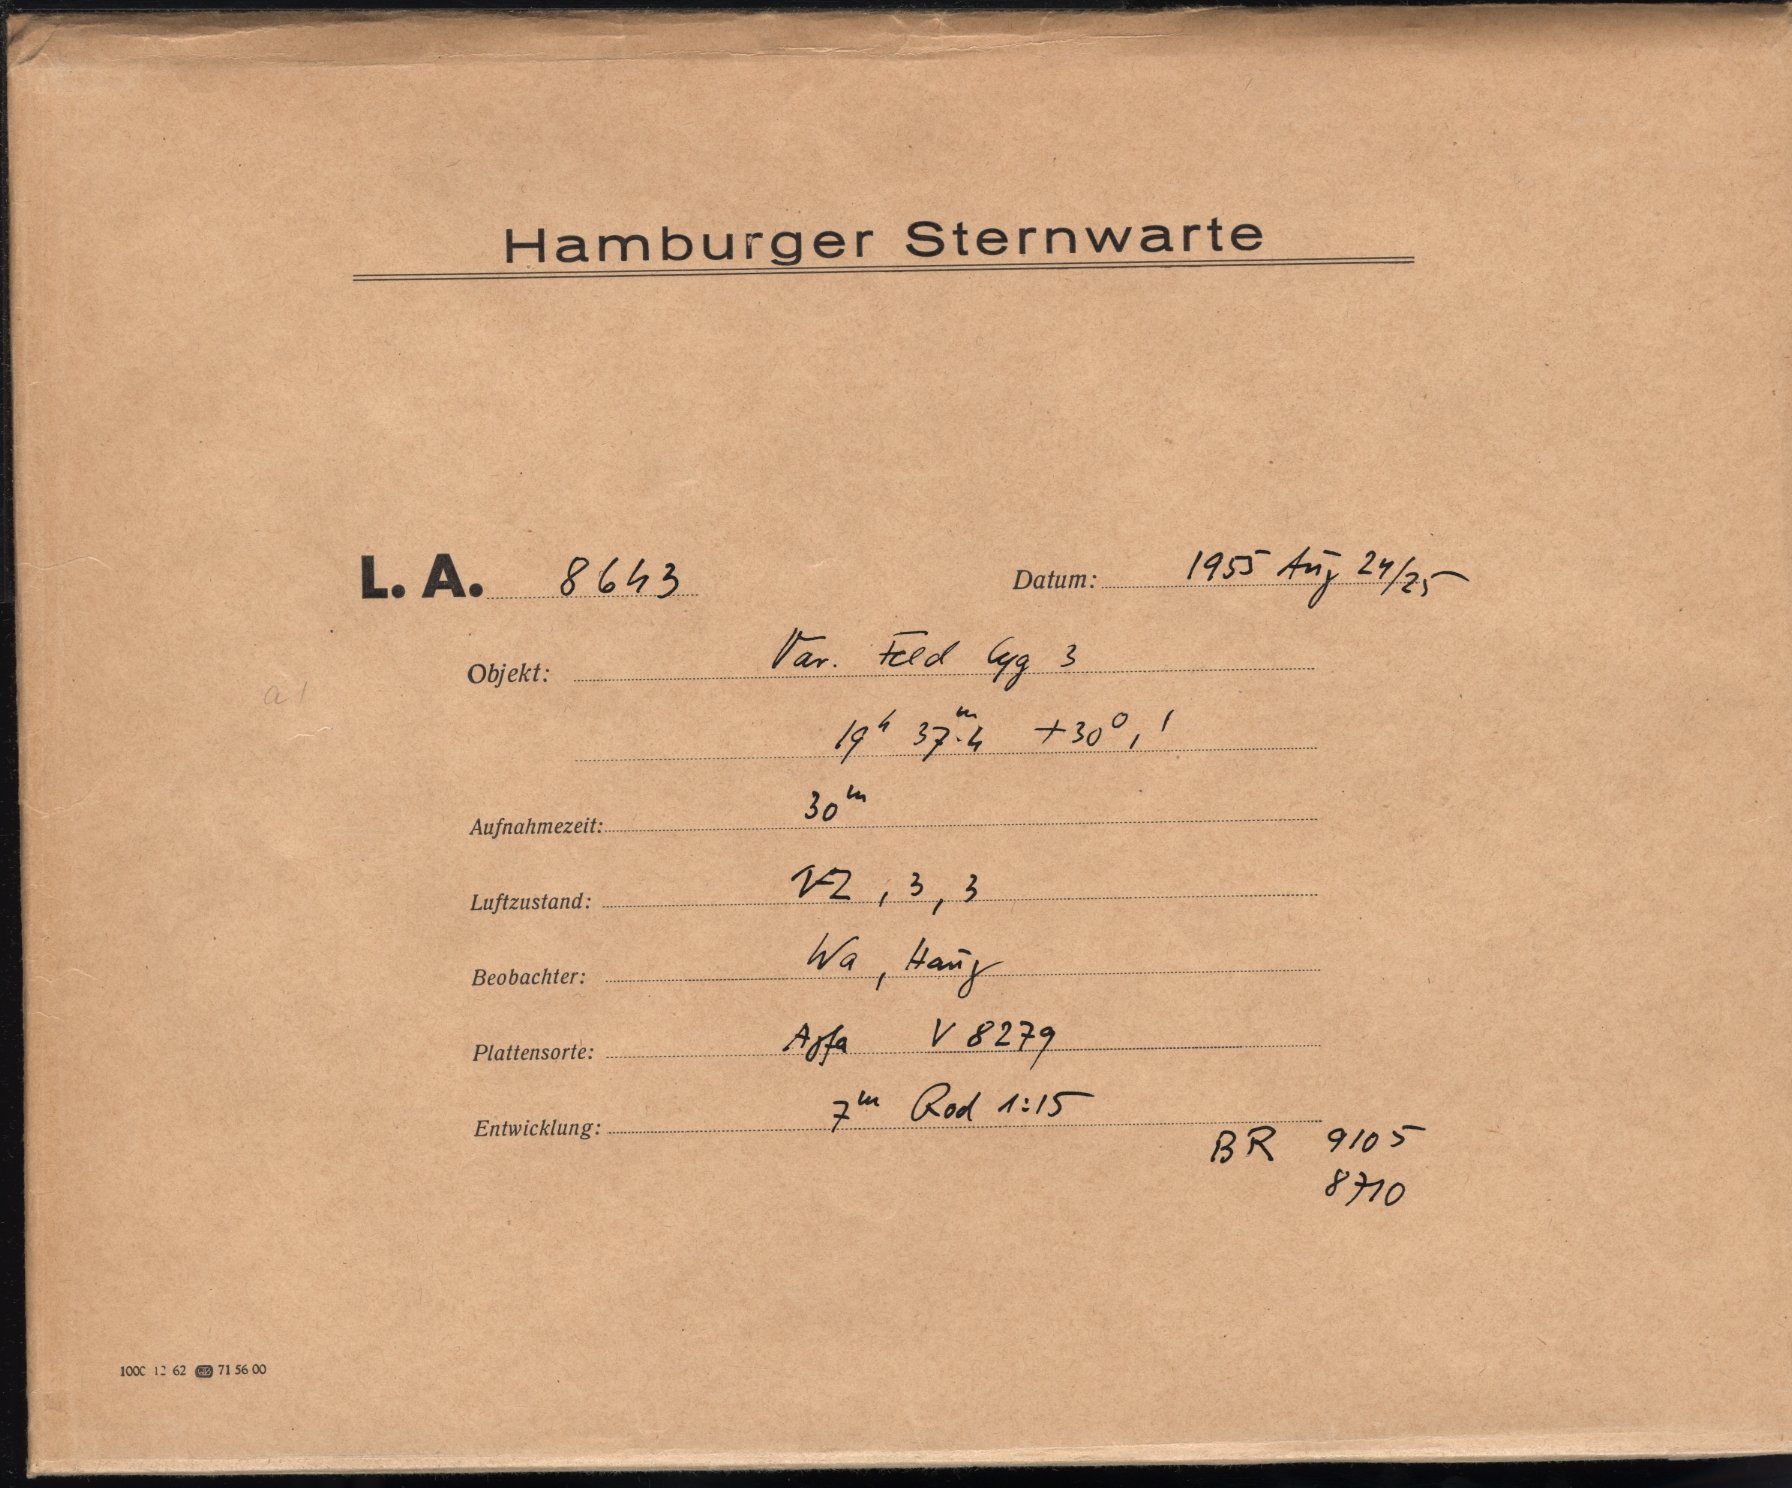 Hamburger Sternwarte
L. A. 8643 Datum: 1955 Aug 24/25
Objekt: Var. Feld Cyg 3
19ʰ 37ᵐ.4 +30°,1
Aufnahmezeit: 30ᵐ
Luftzustand: VZ, 3, 3
Beobachter: Wa, Haug
Plattensorte: Agfa V 8279
Entwicklung: 7ᵐ Rod 1:15
BR 9105
8710
a 1
1000 12 62 71 56 00